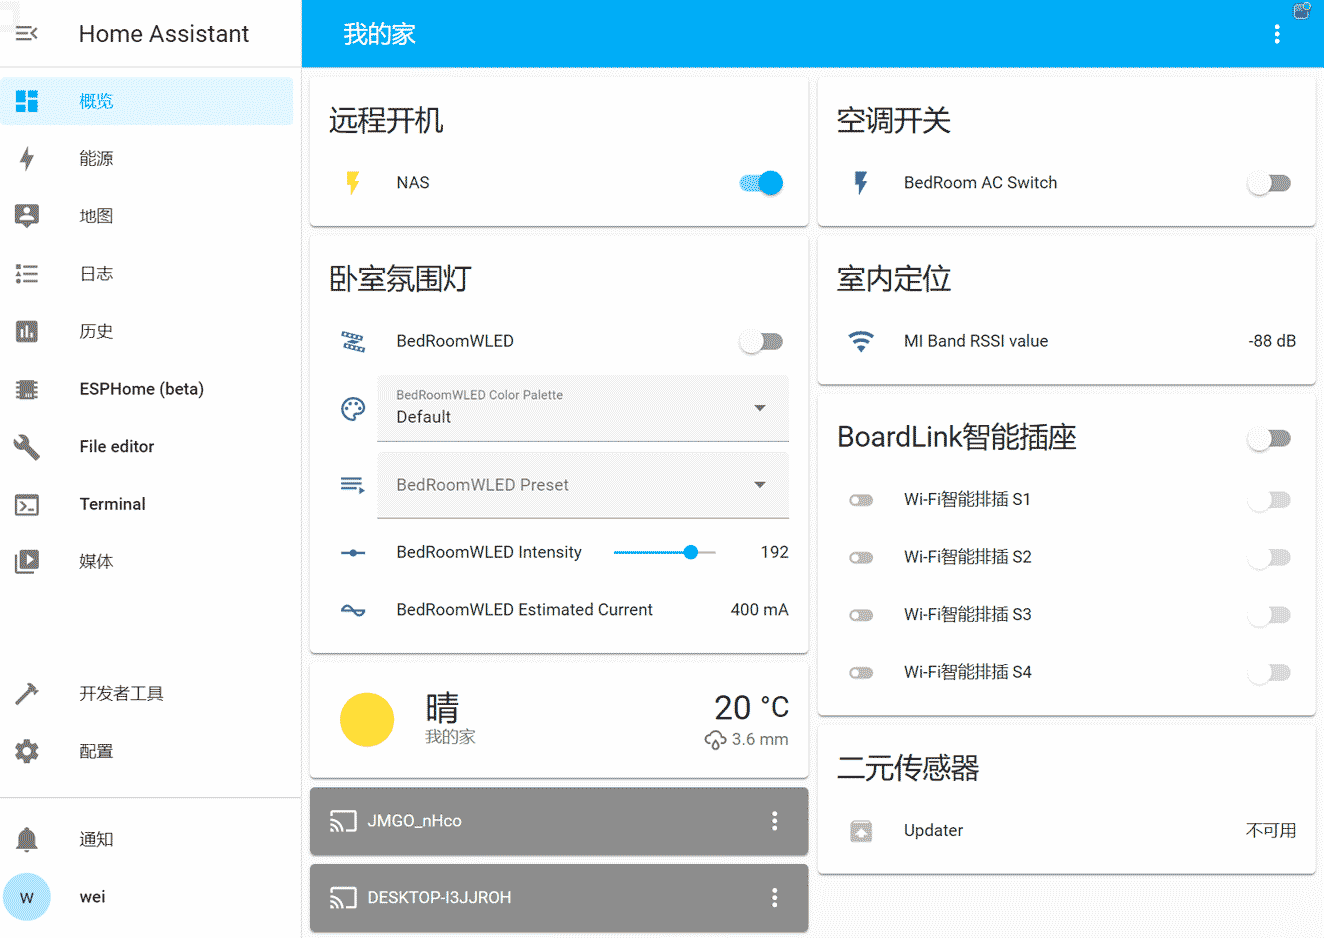 Home Assistant
概览
能源
地图
日志
历史
ESPHome (beta)
File editor
Terminal
媒体
开发者工具
配置
通知
w
wei
我的家
远程开机
NAS
卧室氛围灯
BedRoomWLED
BedRoomWLED Color Palette
Default
BedRoomWLED Preset
BedRoomWLED Intensity 192
BedRoomWLED Estimated Current 400 mA
晴 20 °C
我的家 3.6 mm
JMGO_nHco
DESKTOP-I3JJROH
空调开关
BedRoom AC Switch
室内定位
MI Band RSSI value -88 dB
BoardLink智能插座
Wi-Fi智能排插 S1
Wi-Fi智能排插 S2
Wi-Fi智能排插 S3
Wi-Fi智能排插 S4
二元传感器
Updater 不可用